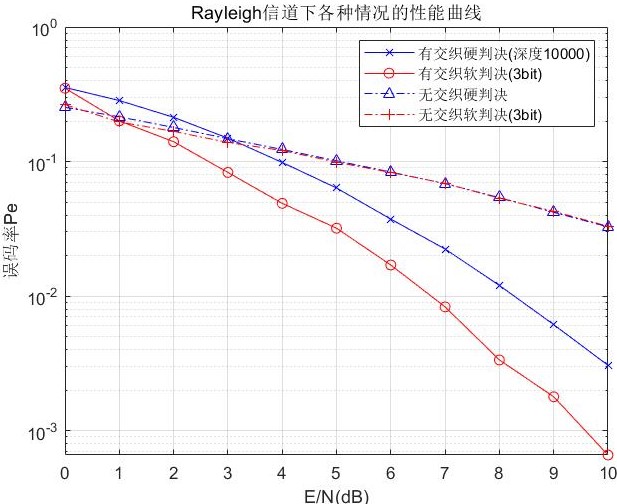 Rayleigh信道下各种情况的性能曲线
有交织硬判决(深度10000)
有交织软判决(3bit)
无交织硬判决
无交织软判决(3bit)
误码率Pe
10^0
10^-1
10^-2
10^-3
0 1 2 3 4 5 6 7 8 9 10
E/N(dB)